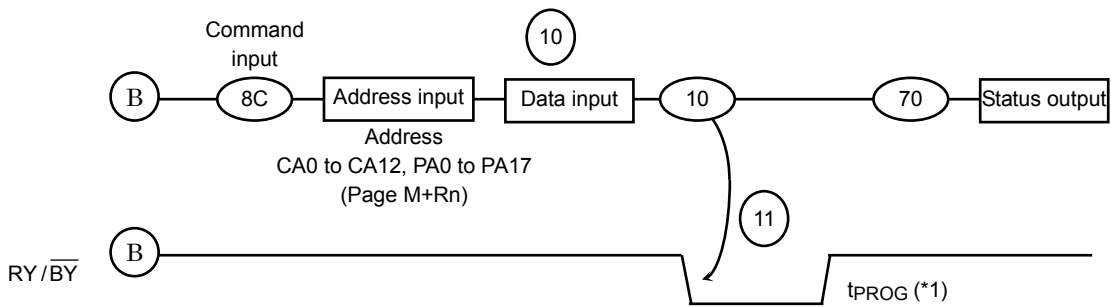 10
Command
input
B 8C Address input Data input 10 70 Status output
Address
CA0 to CA12, PA0 to PA17
(Page M+Rn)
11
B
RY/BY
tPROG (*1)